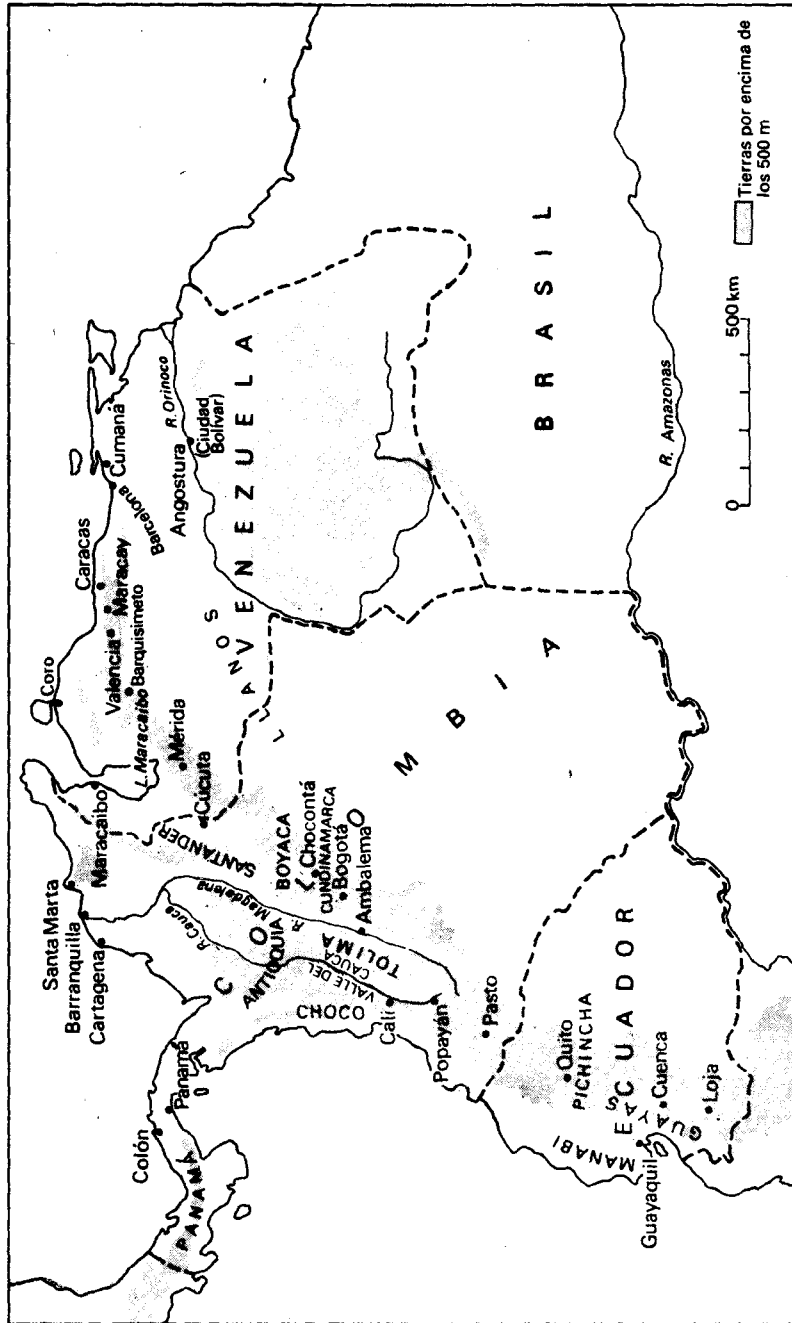 Santa Marta
Barranquilla
Cartagena
Coro
Caracas
Cumaná
Barcelona
Maracay
Valencia
Barquisimeto
L. Maracaibo
Maracaibo
Mérida
Cúcuta
R. Orinoco
Angostura
(Ciudad
Bolívar)
VENEZUELA
LLANOS
Colón
Panamá
PANAMÁ
SANTANDER
R. Cauca
R. Magdalena
ANTIOQUIA
BOYACA
Chocontá
CUNDINAMARCA
Bogotá
Ambalema
TOLIMA
VALLE DEL
CAUCA
CHOCO
Cali
Popayán
Pasto
COLOMBIA
Quito
PICHINCHA
ECUADOR
GUAYAS
MANABI
Cuenca
Guayaquil
Loja
BRASIL
R. Amazonas
0
500 km
Tierras por encima de
los 500 m